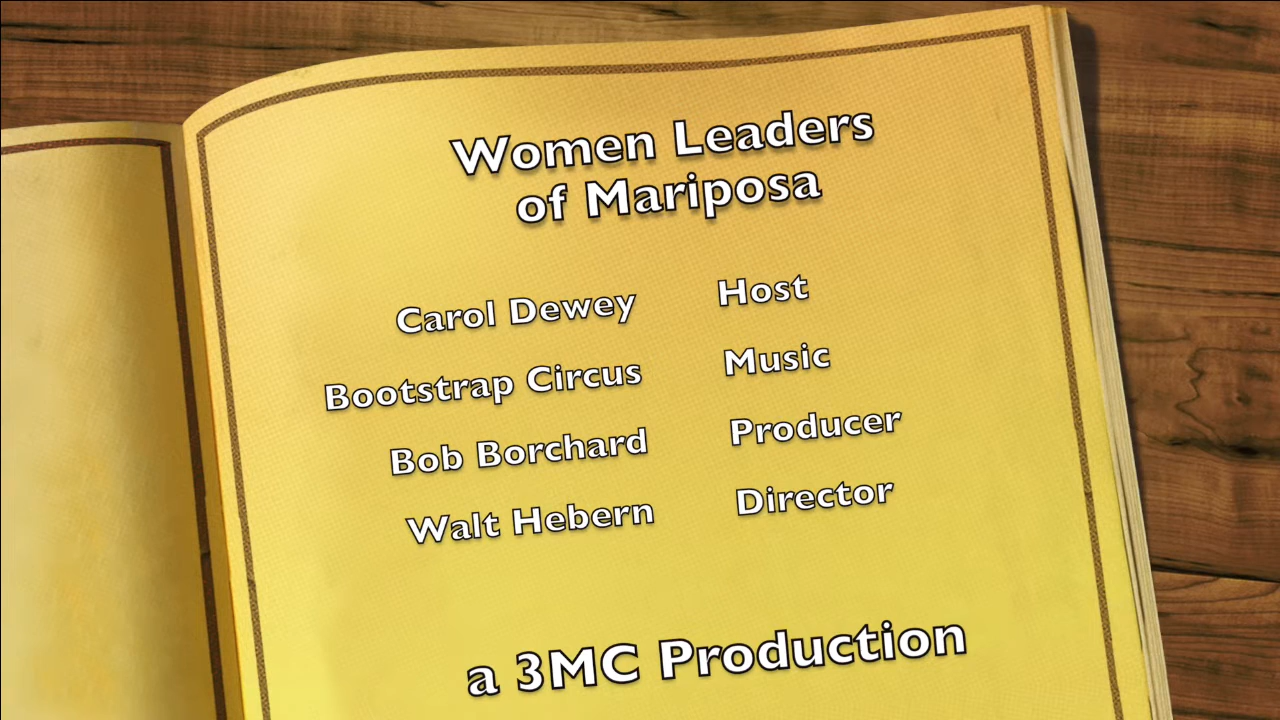 Women Leaders
of Mariposa
Carol Dewey Host
Bootstrap Circus Music
Bob Borchard Producer
Walt Hebern Director
a 3MC Production